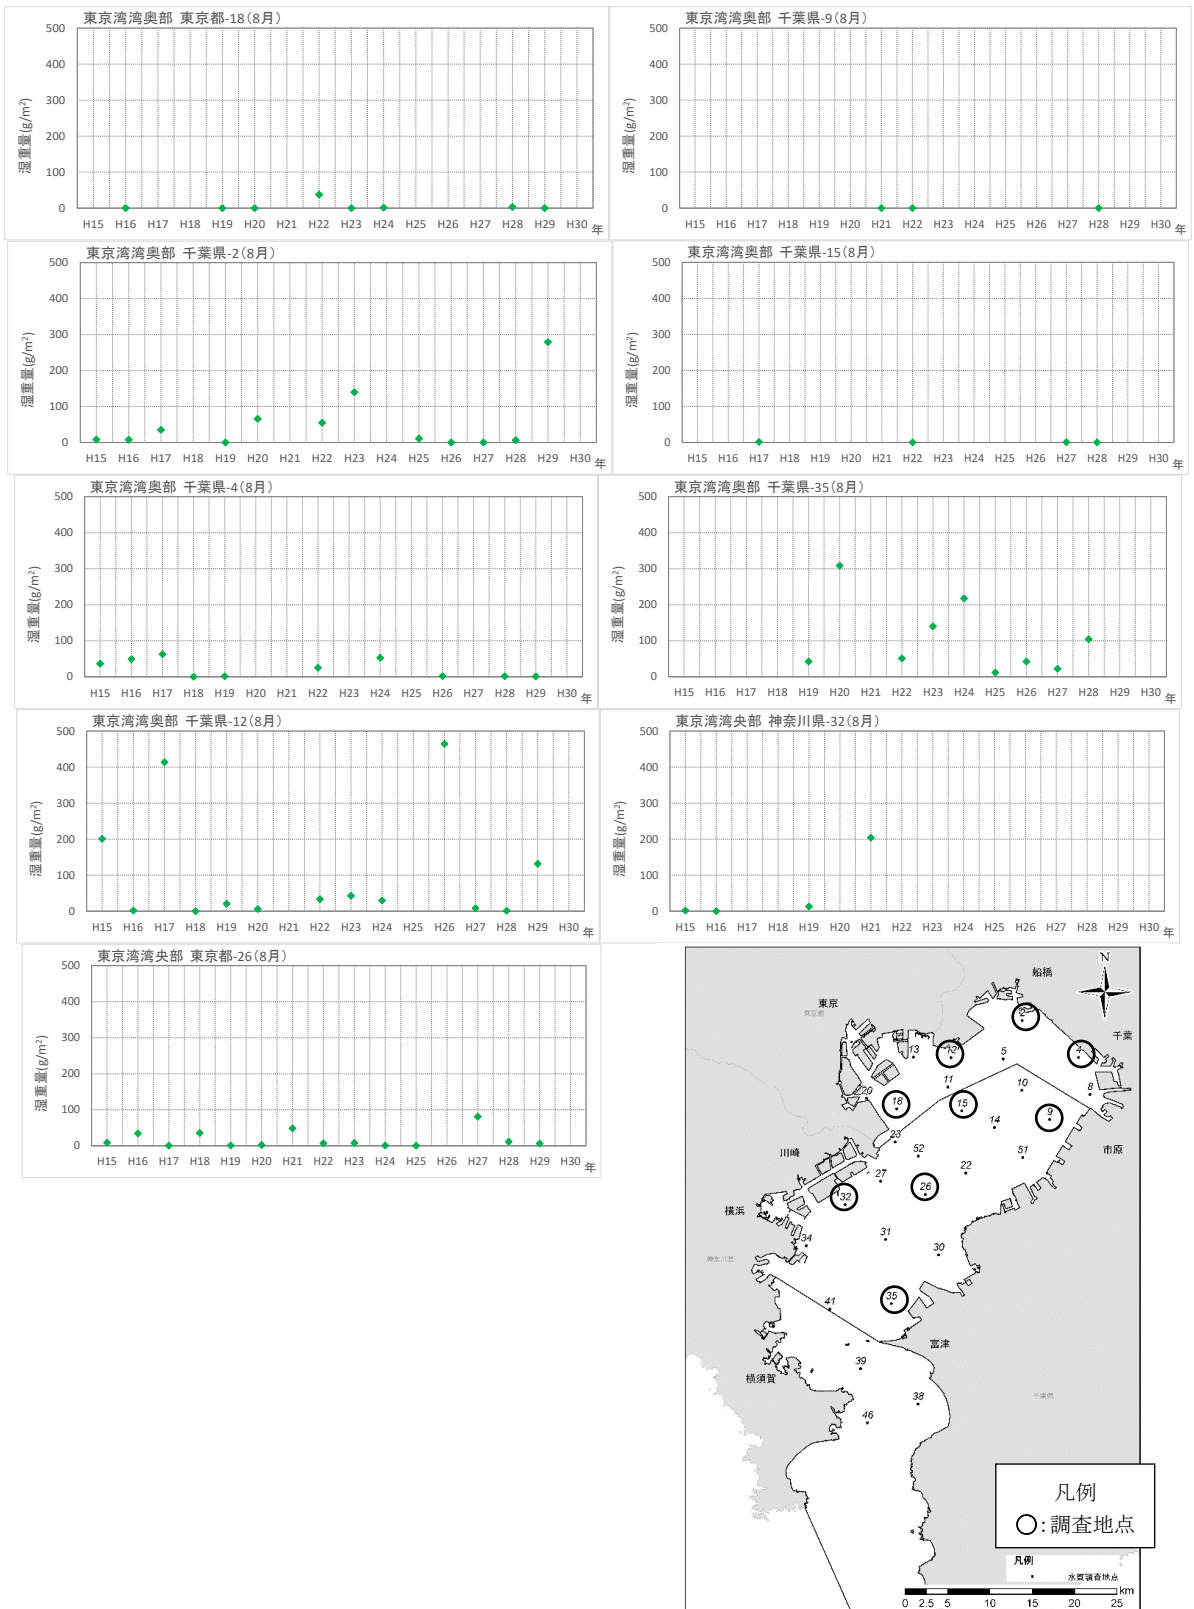 東京湾湾奥部 東京都-18(8月)
湿重量(g/m²)
500
400
300
200
100
0
H15 H16 H17 H18 H19 H20 H21 H22 H23 H24 H25 H26 H27 H28 H29 H30 年
東京湾湾奥部 千葉県-9(8月)
湿重量(g/m²)
500
400
300
200
100
0
H15 H16 H17 H18 H19 H20 H21 H22 H23 H24 H25 H26 H27 H28 H29 H30 年
東京湾湾奥部 千葉県-2(8月)
湿重量(g/m²)
500
400
300
200
100
0
H15 H16 H17 H18 H19 H20 H21 H22 H23 H24 H25 H26 H27 H28 H29 H30 年
東京湾湾奥部 千葉県-15(8月)
湿重量(g/m²)
500
400
300
200
100
0
H15 H16 H17 H18 H19 H20 H21 H22 H23 H24 H25 H26 H27 H28 H29 H30 年
東京湾湾奥部 千葉県-4(8月)
湿重量(g/m²)
500
400
300
200
100
0
H15 H16 H17 H18 H19 H20 H21 H22 H23 H24 H25 H26 H27 H28 H29 H30 年
東京湾湾奥部 千葉県-35(8月)
湿重量(g/m²)
500
400
300
200
100
0
H15 H16 H17 H18 H19 H20 H21 H22 H23 H24 H25 H26 H27 H28 H29 H30 年
東京湾湾奥部 千葉県-12(8月)
湿重量(g/m²)
500
400
300
200
100
0
H15 H16 H17 H18 H19 H20 H21 H22 H23 H24 H25 H26 H27 H28 H29 H30 年
東京湾湾央部 神奈川県-32(8月)
湿重量(g/m²)
500
400
300
200
100
0
H15 H16 H17 H18 H19 H20 H21 H22 H23 H24 H25 H26 H27 H28 H29 H30 年
東京湾湾央部 東京都-26(8月)
湿重量(g/m²)
500
400
300
200
100
0
H15 H16 H17 H18 H19 H20 H21 H22 H23 H24 H25 H26 H27 H28 H29 H30 年
N
船橋
東京
東京都
2
千葉
13
12
5
4
11
10
8
20
18
15
9
14
23
市原
川崎
52
51
27
22
26
32
横浜
31
34
30
神奈川県
35
41
富津
39
横須賀
38
千葉県
46
凡例
○:調査地点
凡例
水質調査地点
0 2.5 5 10 15 20 25 km